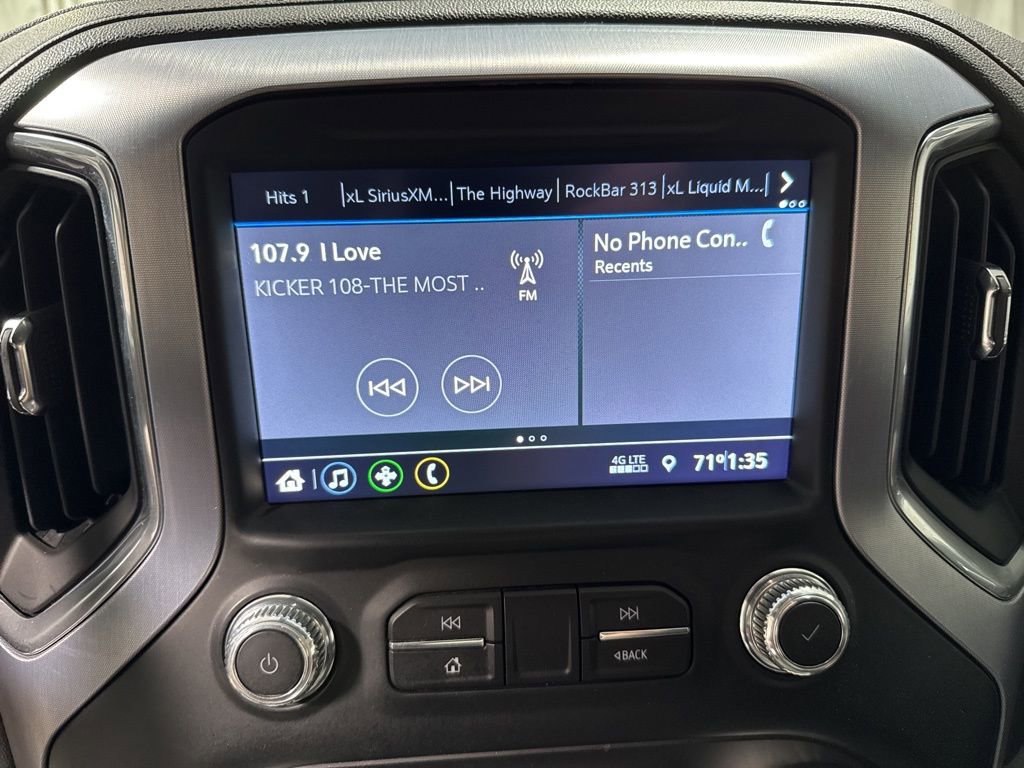 Hits 1 xL SiriusXM... The Highway RockBar 313 xL Liquid M...
107.9 I Love
KICKER 108-THE MOST ..
FM
No Phone Con..
Recents
4G LTE
71° 1:35
BACK